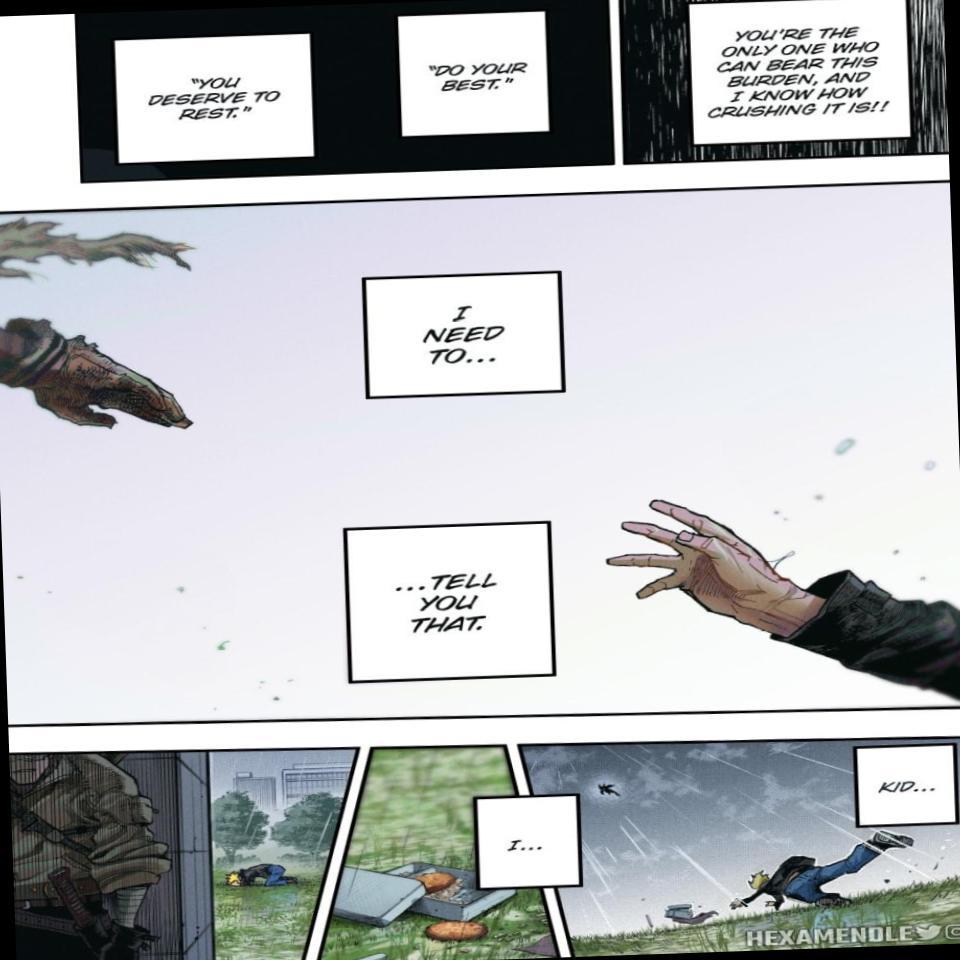 "YOU
DESERVE TO
REST."
"DO YOUR
BEST."
YOU'RE THE
ONLY ONE WHO
CAN BEAR THIS
BURDEN, AND
I KNOW HOW
CRUSHING IT IS!!
I
NEED
TO...
...TELL
YOU
THAT.
I...
KID...
HEXAMENDLE